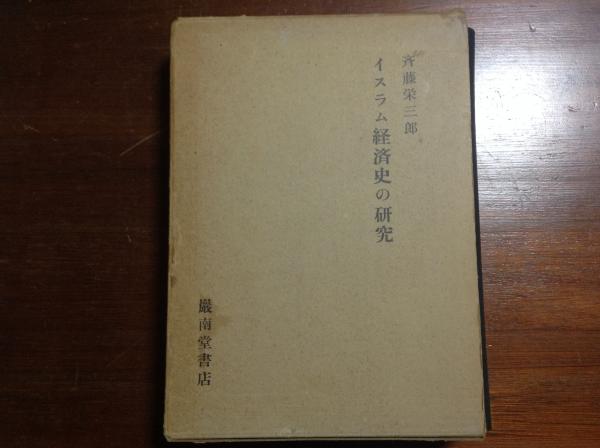 斉藤栄三郎
イスラム経済史の研究
巖南堂書店